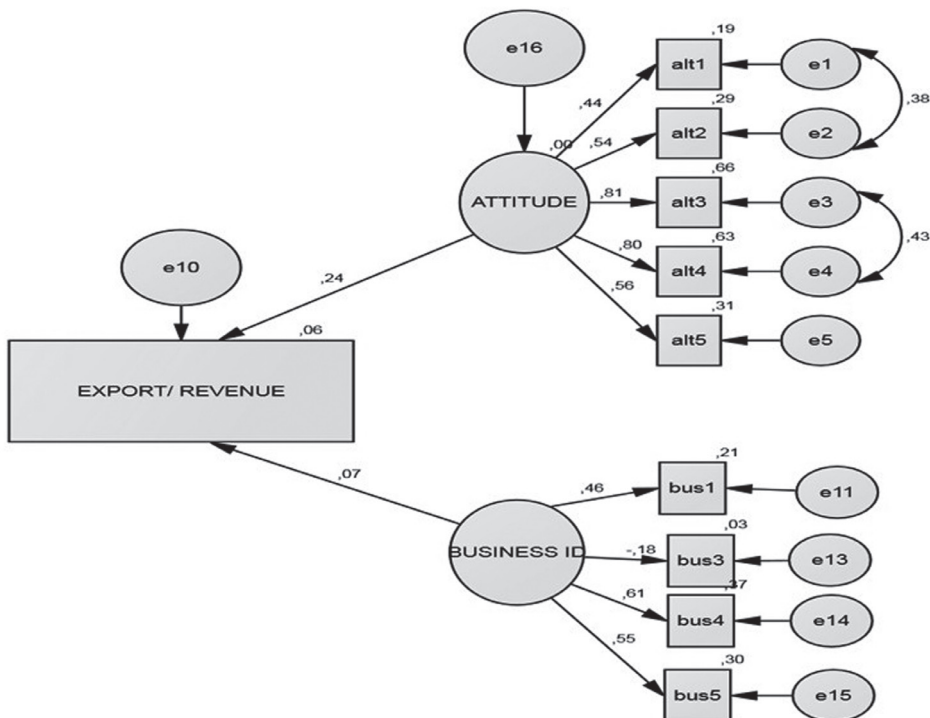 ,19
e16
alt1
e1
,44
,38
,29
,00
,54
alt2
e2
,66
ATTITUDE
,81
alt3
e3
,63
,43
e10
,80
alt4
e4
,24
,56
,31
,06
alt5
e5
EXPORT/ REVENUE
,21
,07
,46
bus1
e11
,03
BUSINESS ID
-,18
bus3
e13
,37
,61
bus4
e14
,55
,30
bus5
e15